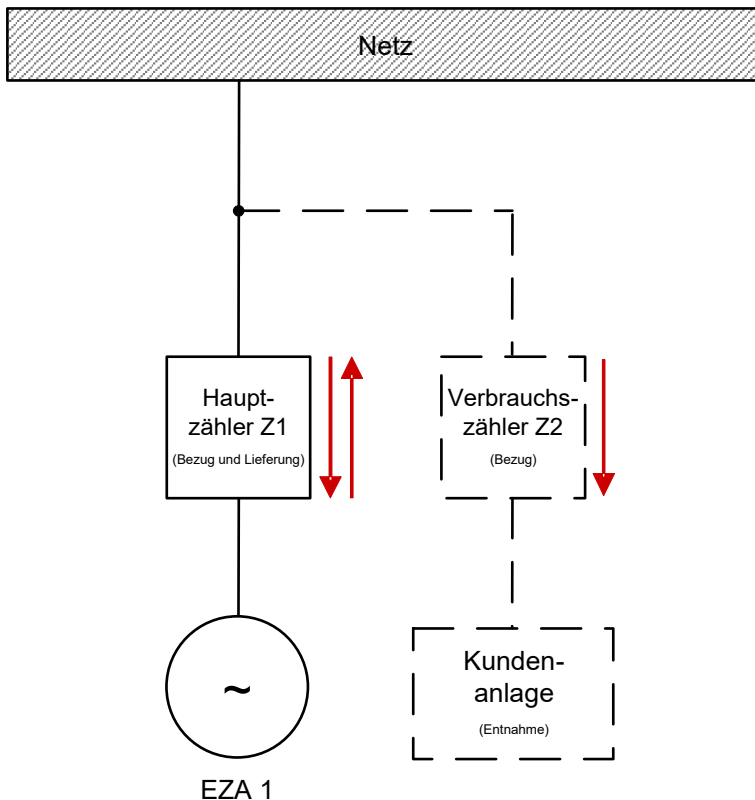 Netz
Haupt-
zähler Z1
(Bezug und Lieferung)
Verbrauchs-
zähler Z2
(Bezug)
~
EZA 1
Kunden-
anlage
(Entnahme)